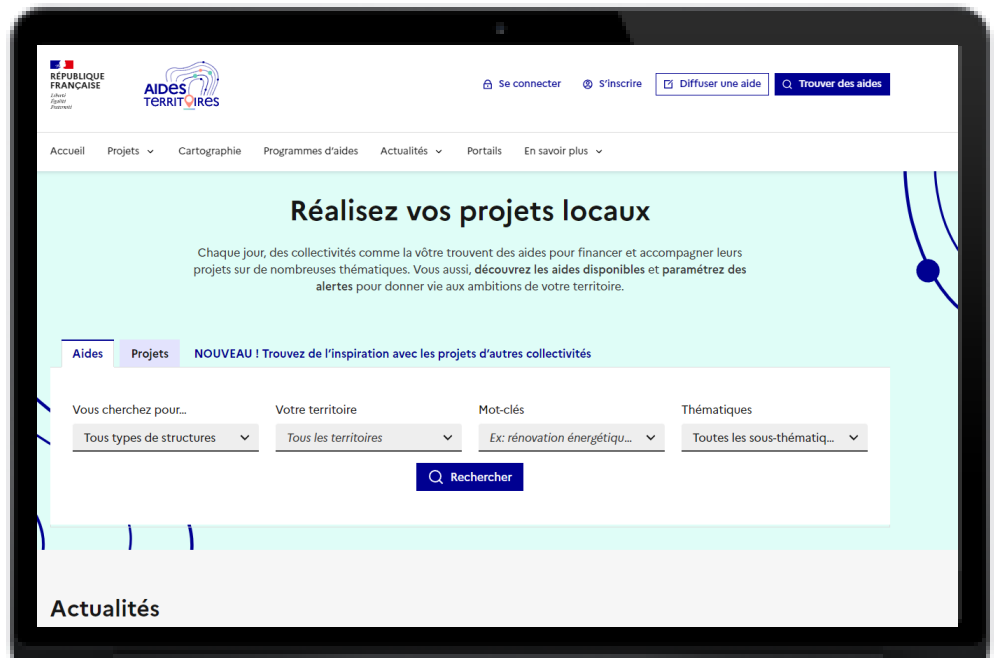 RÉPUBLIQUE
FRANÇAISE
Liberté
Égalité
Fraternité
AIDES
TERRITOIRES
Se connecter
S'inscrire
Diffuser une aide
Trouver des aides
Accueil
Projets
Cartographie
Programmes d'aides
Actualités
Portails
En savoir plus
Réalisez vos projets locaux
Chaque jour, des collectivités comme la vôtre trouvent des aides pour financer et accompagner leurs
projets sur de nombreuses thématiques. Vous aussi, découvrez les aides disponibles et paramétrez des
alertes pour donner vie aux ambitions de votre territoire.
Aides
Projets
NOUVEAU ! Trouvez de l'inspiration avec les projets d'autres collectivités
Vous cherchez pour...
Votre territoire
Mot-clés
Thématiques
Tous types de structures
Tous les territoires
Ex: rénovation énergétiqu...
Toutes les sous-thématiq...
Rechercher
Actualités